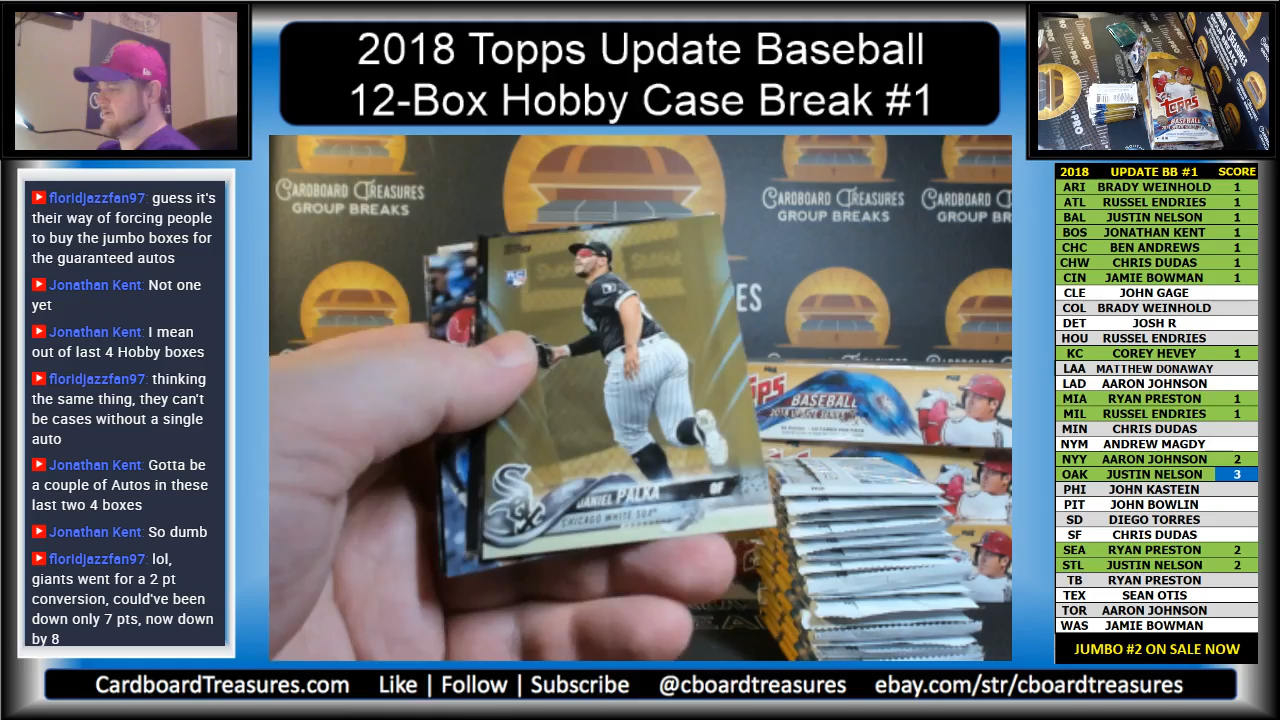 2018 Topps Update Baseball
12-Box Hobby Case Break #1
floridjazzfan97: guess it's
their way of forcing people
to buy the jumbo boxes for
the guaranteed autos
Jonathan Kent: Not one
yet
Jonathan Kent: I mean
out of last 4 Hobby boxes
floridjazzfan97: thinking
the same thing, they can't
be cases without a single
auto
Jonathan Kent: Gotta be
a couple of Autos in these
last two 4 boxes
Jonathan Kent: So dumb
floridjazzfan97: lol,
giants went for a 2 pt
conversion, could've been
down only 7 pts, now down
by 8
CARDBOARD TREASURES
GROUP BREAKS
CARDBOARD TREASURES
GROUP BREAKS
CARDBOARD
GROUP
TOPPS
RC
DANIEL PALKA OF
CHICAGO WHITE SOX
BASEBALL
TOPPS
BASEBALL
2018 UPDATE BB #1 SCORE
ARI BRADY WEINHOLD 1
ATL RUSSEL ENDRIES 1
BAL JUSTIN NELSON 1
BOS JONATHAN KENT 1
CHC BEN ANDREWS 1
CHW CHRIS DUDAS 1
CIN JAMIE BOWMAN 1
CLE JOHN GAGE
COL BRADY WEINHOLD
DET JOSH R
HOU RUSSEL ENDRIES
KC COREY HEVEY 1
LAA MATTHEW DONAWAY
LAD AARON JOHNSON
MIA RYAN PRESTON 1
MIL RUSSEL ENDRIES 1
MIN CHRIS DUDAS
NYM ANDREW MAGDY
NYY AARON JOHNSON 2
OAK JUSTIN NELSON 3
PHI JOHN KASTEIN
PIT JOHN BOWLIN
SD DIEGO TORRES
SF CHRIS DUDAS
SEA RYAN PRESTON 2
STL JUSTIN NELSON 2
TB RYAN PRESTON
TEX SEAN OTIS
TOR AARON JOHNSON
WAS JAMIE BOWMAN
JUMBO #2 ON SALE NOW
CardboardTreasures.com Like | Follow | Subscribe @cboardtreasures ebay.com/str/cboardtreasures